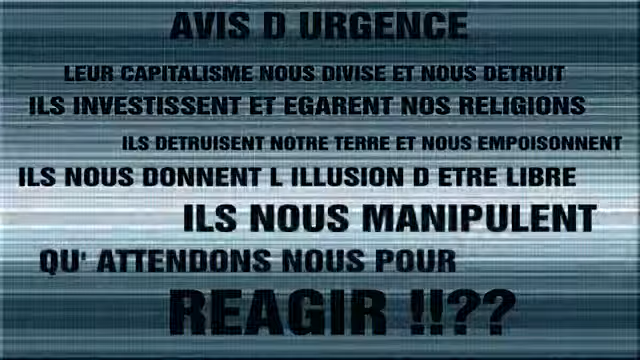 AVIS D URGENCE
LEUR CAPITALISME NOUS DIVISE ET NOUS DETRUIT
ILS INVESTISSENT ET EGARENT NOS RELIGIONS
ILS DETRUISENT NOTRE TERRE ET NOUS EMPOISONNENT
ILS NOUS DONNENT L ILLUSION D ETRE LIBRE
ILS NOUS MANIPULENT
QU' ATTENDONS NOUS POUR
REAGIR !!??